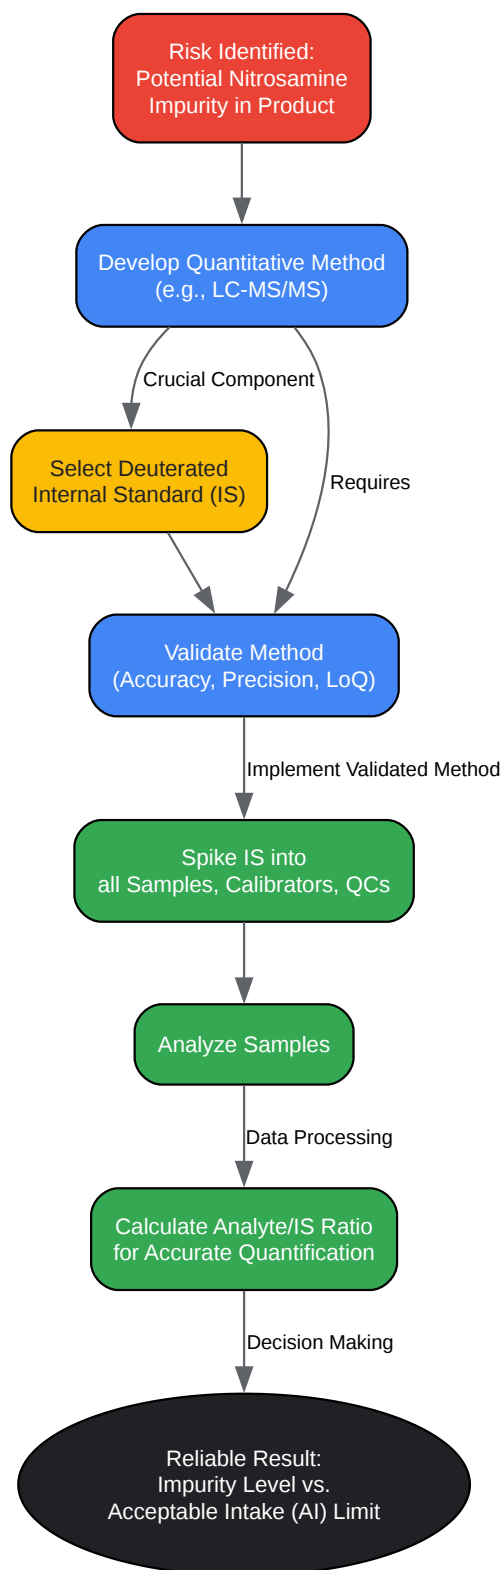 Risk Identified:
Potential Nitrosamine
Impurity in Product
Develop Quantitative Method
(e.g., LC-MS/MS)
Crucial Component
Select Deuterated
Internal Standard (IS)
Requires
Validate Method
(Accuracy, Precision, LoQ)
Implement Validated Method
Spike IS into
all Samples, Calibrators, QCs
Analyze Samples
Data Processing
Calculate Analyte/IS Ratio
for Accurate Quantification
Decision Making
Reliable Result:
Impurity Level vs.
Acceptable Intake (AI) Limit